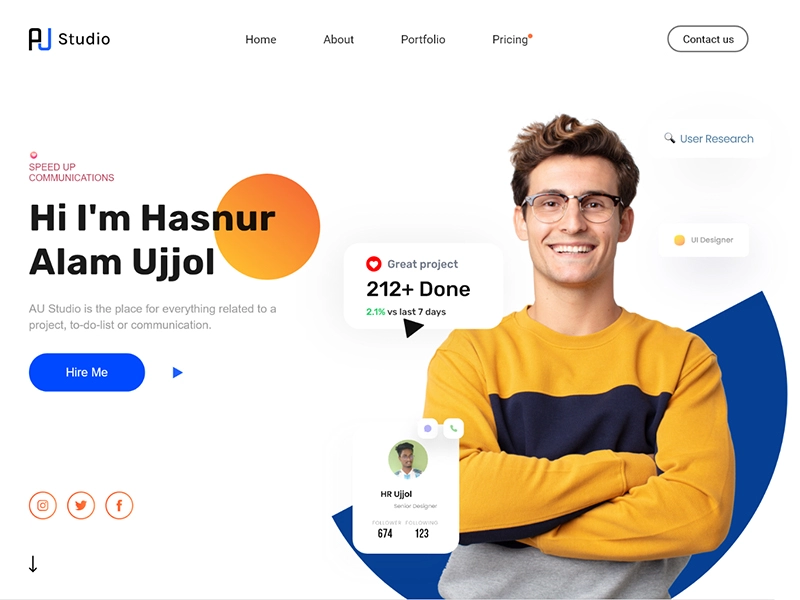 AU Studio
Home
About
Portfolio
Pricing
Contact us
SPEED UP
COMMUNICATIONS
Hi I'm Hasnur
Alam Ujjol
AU Studio is the place for everything related to a
project, to-do-list or communication.
Hire Me
User Research
UI Designer
Great project
212+ Done
2.1% vs last 7 days
HR Ujjol
Senior Designer
FOLLOWER FOLLOWING
674 123